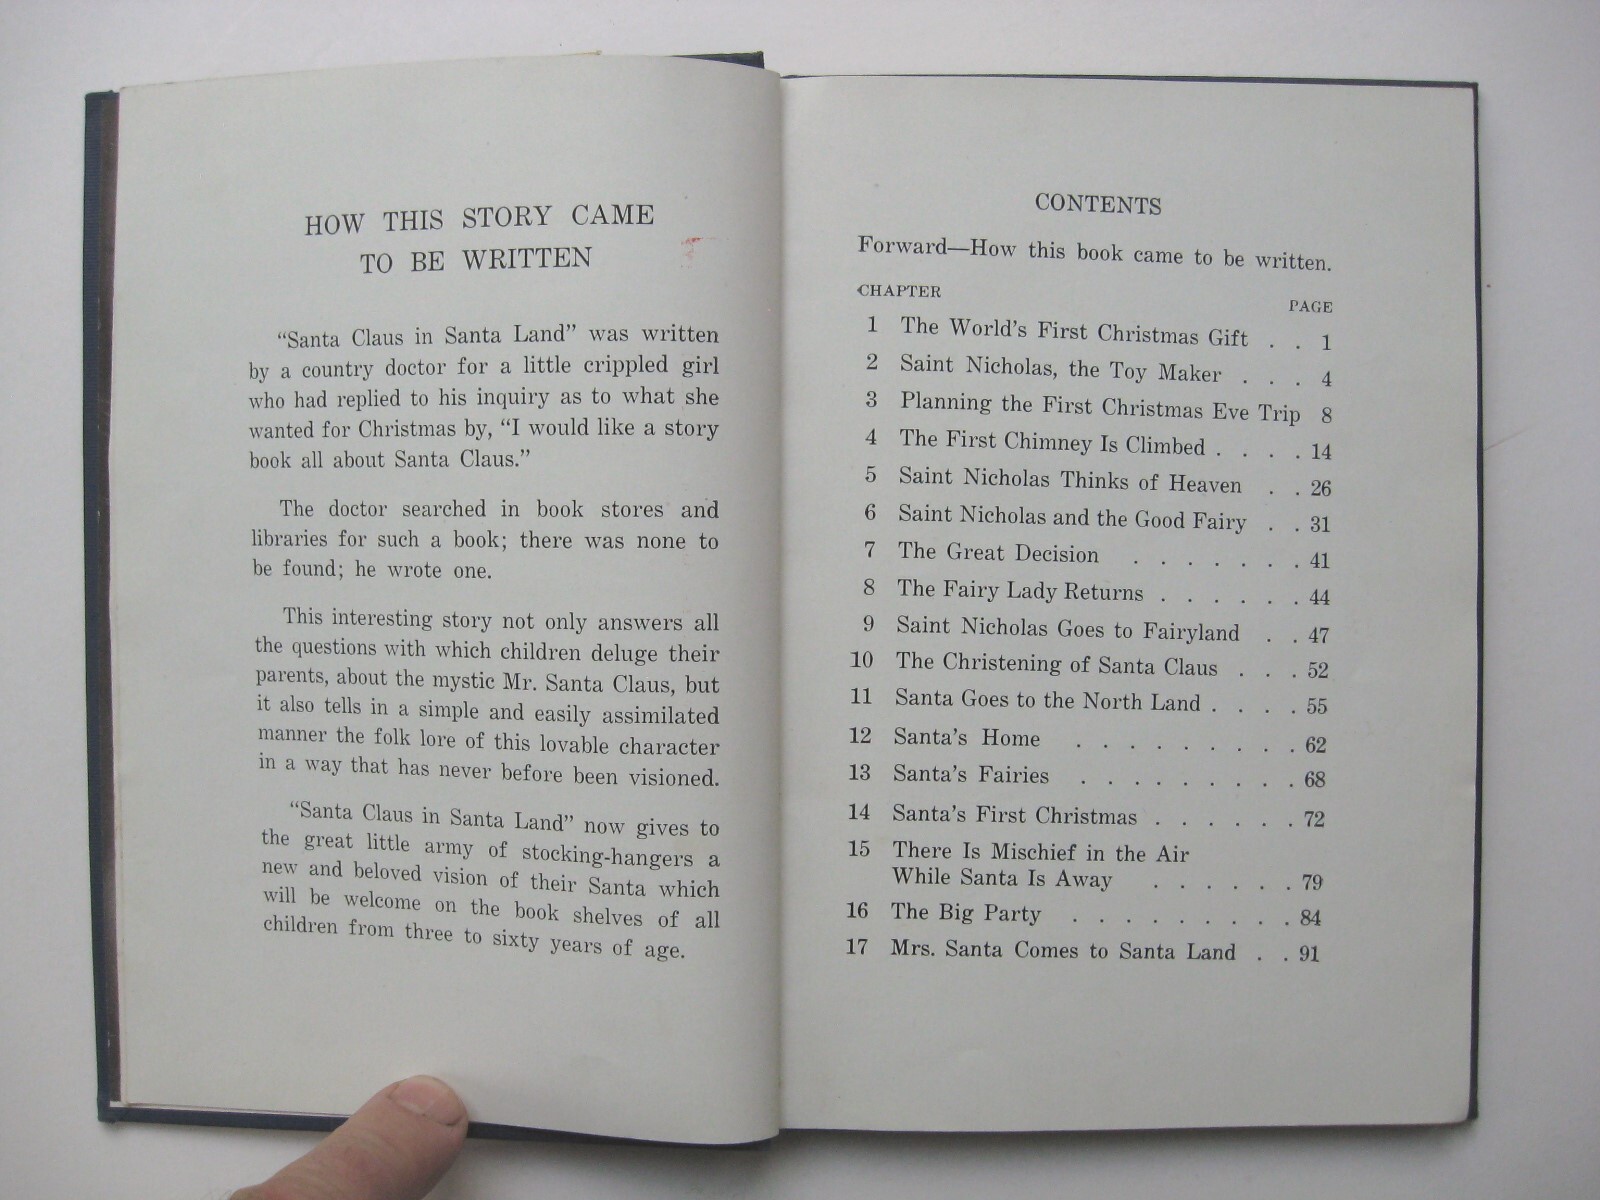 HOW THIS STORY CAME
TO BE WRITTEN
“Santa Claus in Santa Land” was written
by a country doctor for a little crippled girl
who had replied to his inquiry as to what she
wanted for Christmas by, “I would like a story
book all about Santa Claus.”
The doctor searched in book stores and
libraries for such a book; there was none to
be found; he wrote one.
This interesting story not only answers all
the questions with which children deluge their
parents, about the mystic Mr. Santa Claus, but
it also tells in a simple and easily assimilated
manner the folk lore of this lovable character
in a way that has never before been visioned.
“Santa Claus in Santa Land” now gives to
the great little army of stocking-hangers a
new and beloved vision of their Santa which
will be welcome on the book shelves of all
children from three to sixty years of age.
CONTENTS
Forward—How this book came to be written.
CHAPTER PAGE
1 The World’s First Christmas Gift . . 1
2 Saint Nicholas, the Toy Maker . . . 4
3 Planning the First Christmas Eve Trip 8
4 The First Chimney Is Climbed . . . . 14
5 Saint Nicholas Thinks of Heaven . . 26
6 Saint Nicholas and the Good Fairy . . 31
7 The Great Decision . . . . . . . 41
8 The Fairy Lady Returns . . . . . . 44
9 Saint Nicholas Goes to Fairyland . . 47
10 The Christening of Santa Claus . . . 52
11 Santa Goes to the North Land . . . . 55
12 Santa’s Home . . . . . . . . . 62
13 Santa’s Fairies . . . . . . . . . 68
14 Santa’s First Christmas . . . . . . 72
15 There Is Mischief in the Air
While Santa Is Away . . . . . . 79
16 The Big Party . . . . . . . . . 84
17 Mrs. Santa Comes to Santa Land . . 91